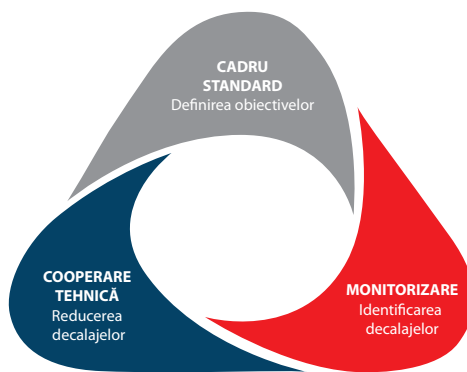 CADRU
STANDARD
Definirea obiectivelor
COOPERARE
TEHNICĂ
Reducerea
decalajelor
MONITORIZARE
Identificarea
decalajelor